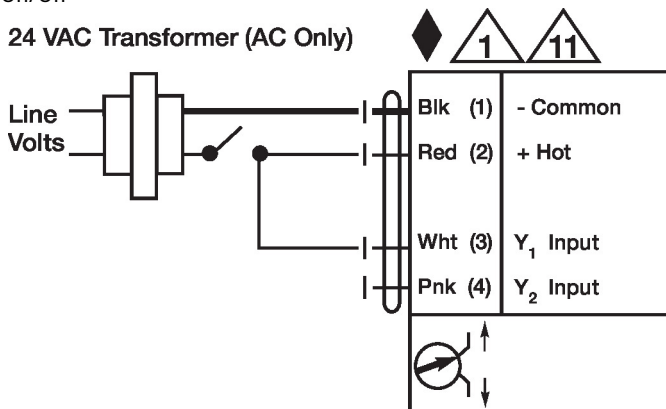 24 VAC Transformer (AC Only)
1
11
Line
Volts
Blk (1) - Common
Red (2) + Hot
Wht (3) Y1 Input
Pnk (4) Y2 Input